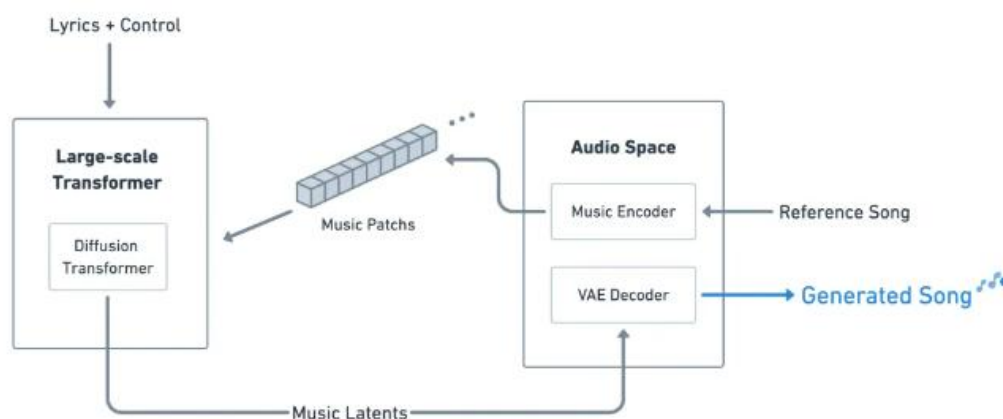 Lyrics + Control
Large-scale
Transformer
Diffusion
Transformer
Music Patchs
Audio Space
Music Encoder
Reference Song
VAE Decoder
Generated Song
Music Latents